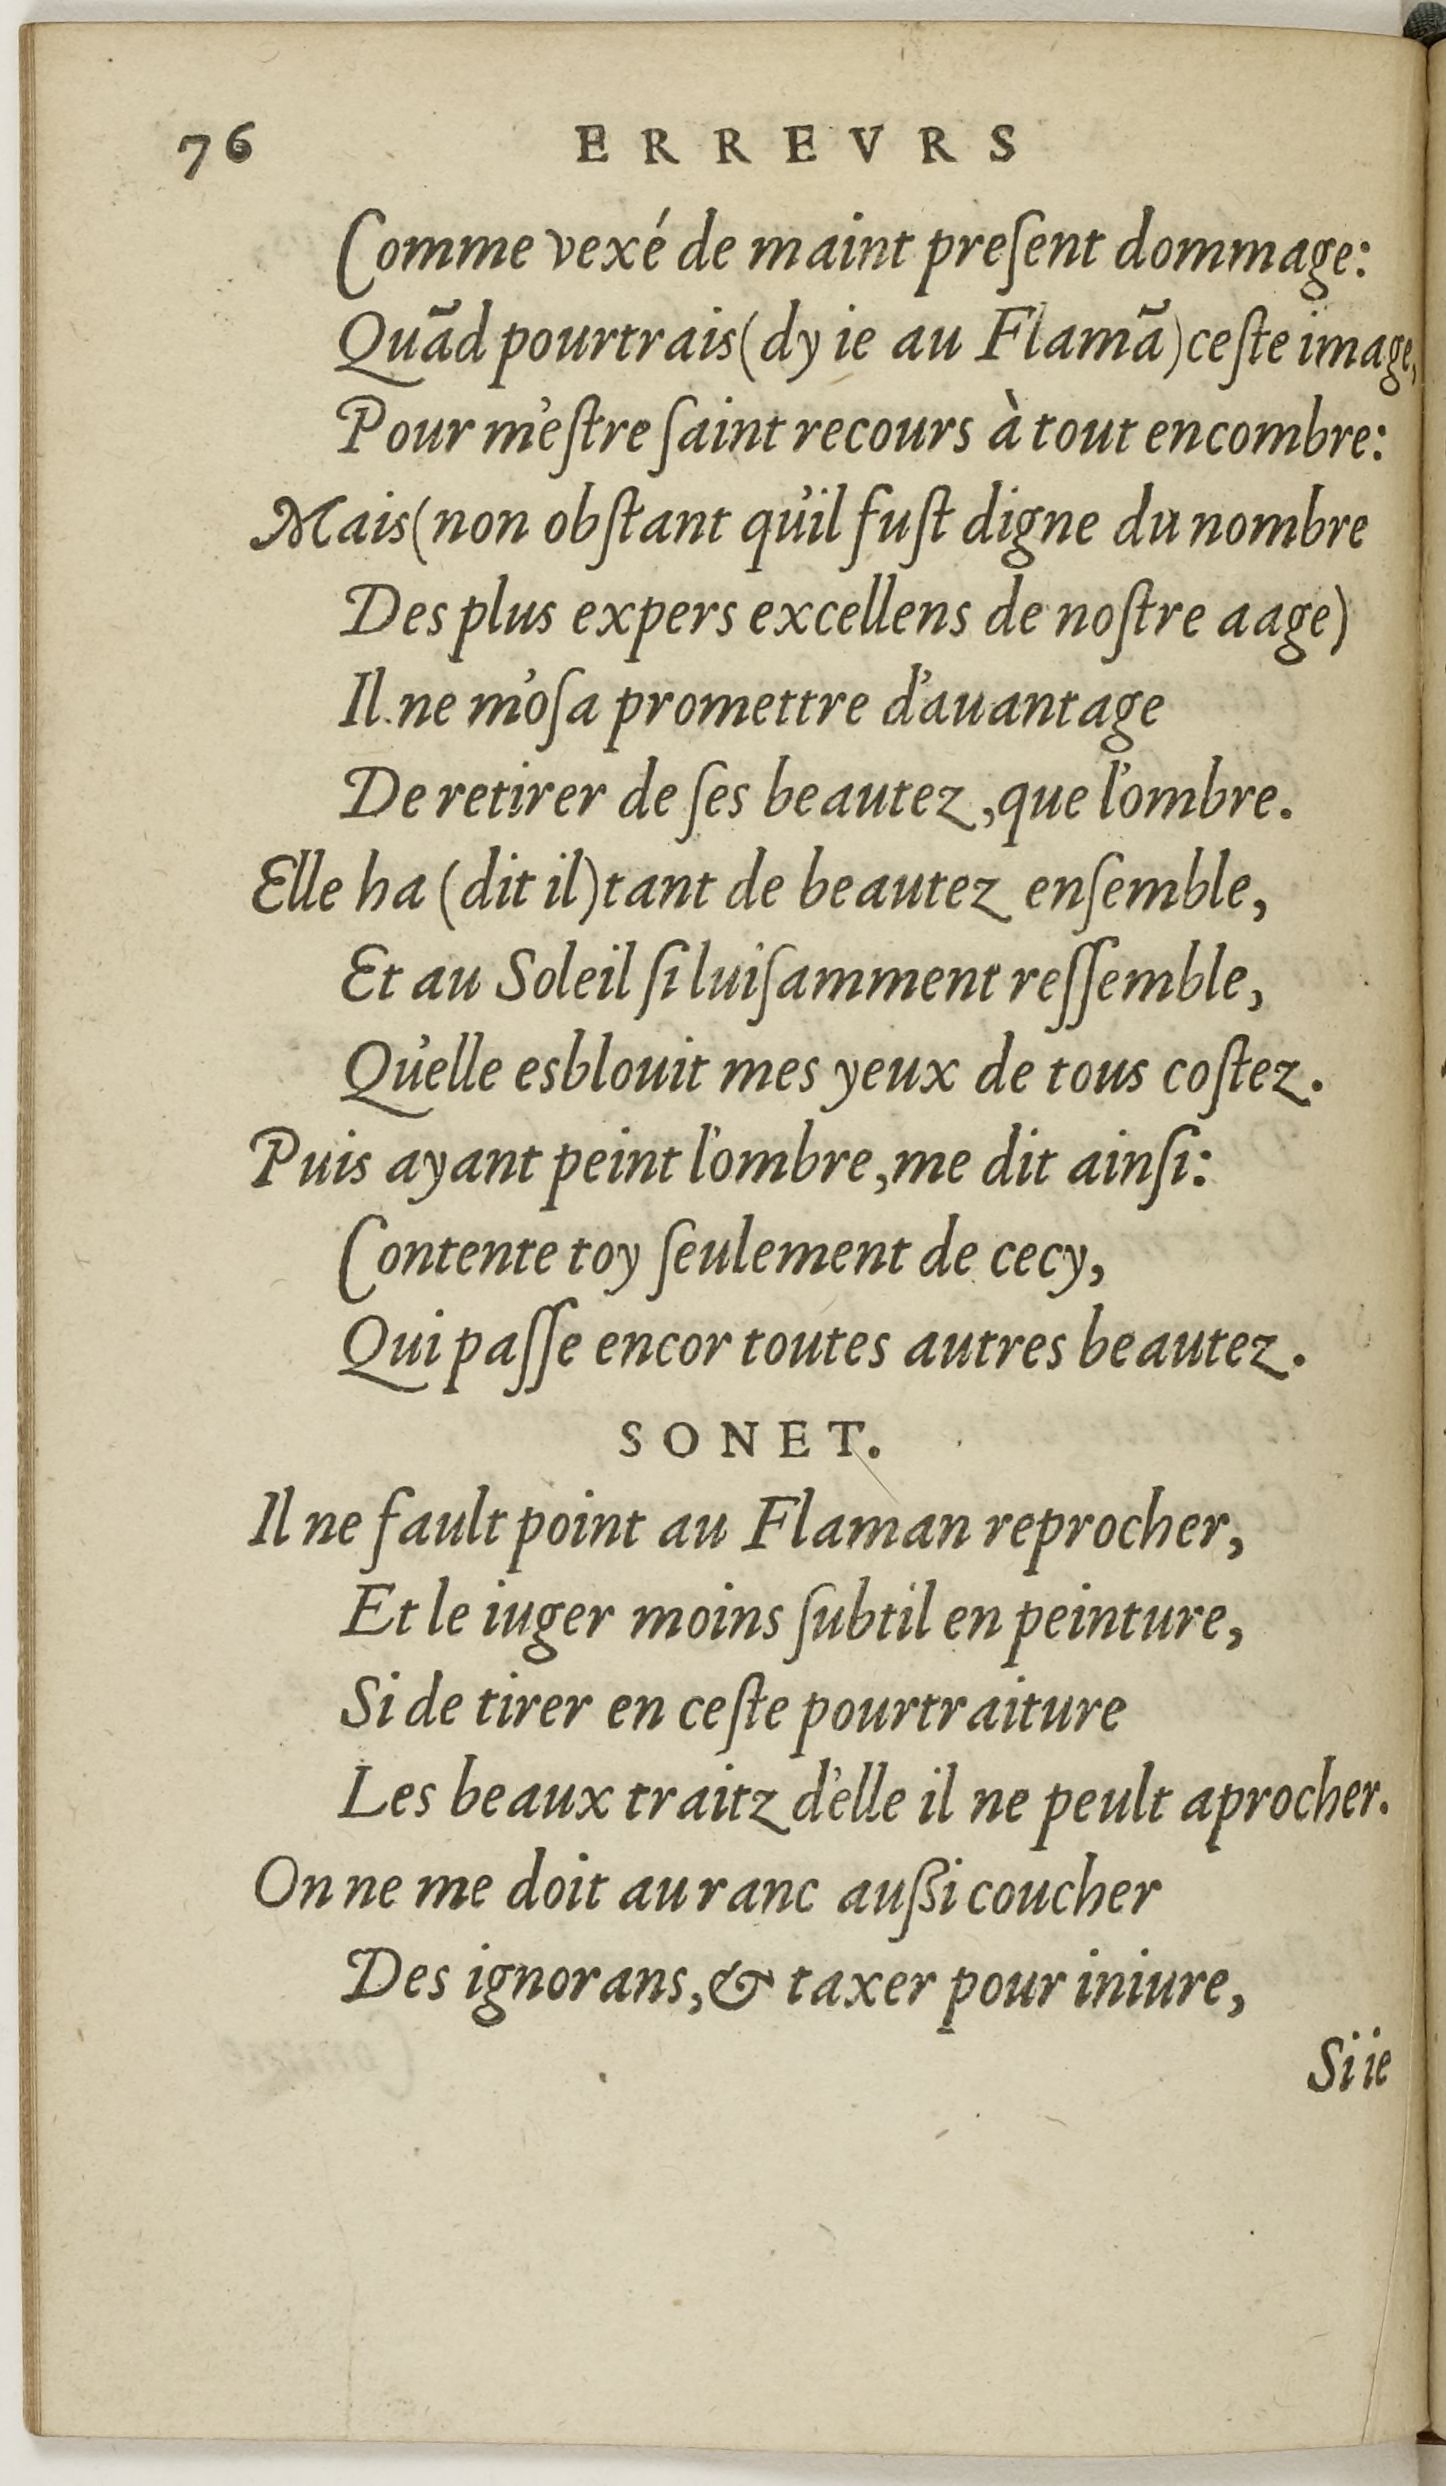 76 ERREVRS
Comme vexé de maint preſent dommage:
Quãd pourtrais (dy ie au Flamã) ceſte image,
Pour m'eſtre ſaint recours à tout encombre:
Mais (non obſtant qu'il fuſt digne du nombre
Des plus expers excellens de noſtre aage)
Il ne m'oſa promettre d'auantage
De retirer de ſes beautez, que l'ombre.
Elle ha (dit il) tant de beautez enſemble,
Et au Soleil ſi luiſamment reſſemble,
Qu'elle esblouit mes yeux de tous coſtez.
Puis ayant peint l'ombre, me dit ainſi:
Contente toy ſeulement de cecy,
Qui paſſe encor toutes autres beautez.
SONET.
Il ne fault point au Flaman reprocher,
Et le iuger moins ſubtil en peinture,
Si de tirer en ceſte pourtraiture
Les beaux traitz d'elle il ne peult aprocher.
On ne me doit au ranc auſſi coucher
Des ignorans, & taxer pour iniure,
Si ie